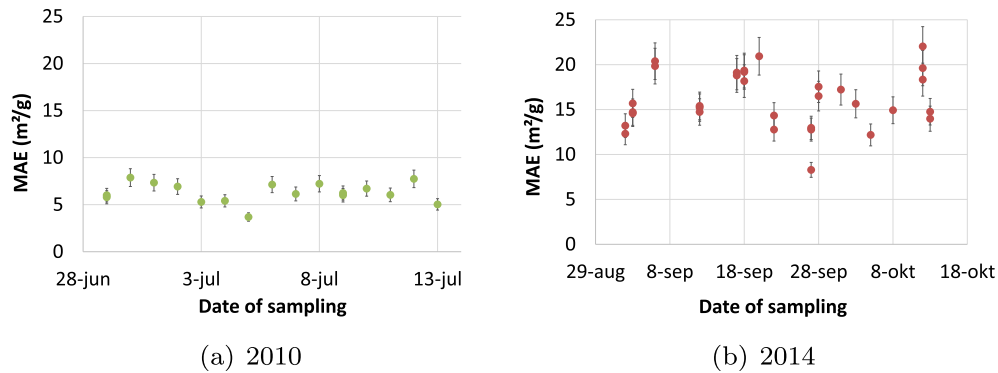 MAE (m²/g)
25
20
15
10
5
0
28-jun 3-jul 8-jul 13-jul
Date of sampling
(a) 2010
MAE (m²/g)
25
20
15
10
5
0
29-aug 8-sep 18-sep 28-sep 8-okt 18-okt
Date of sampling
(b) 2014